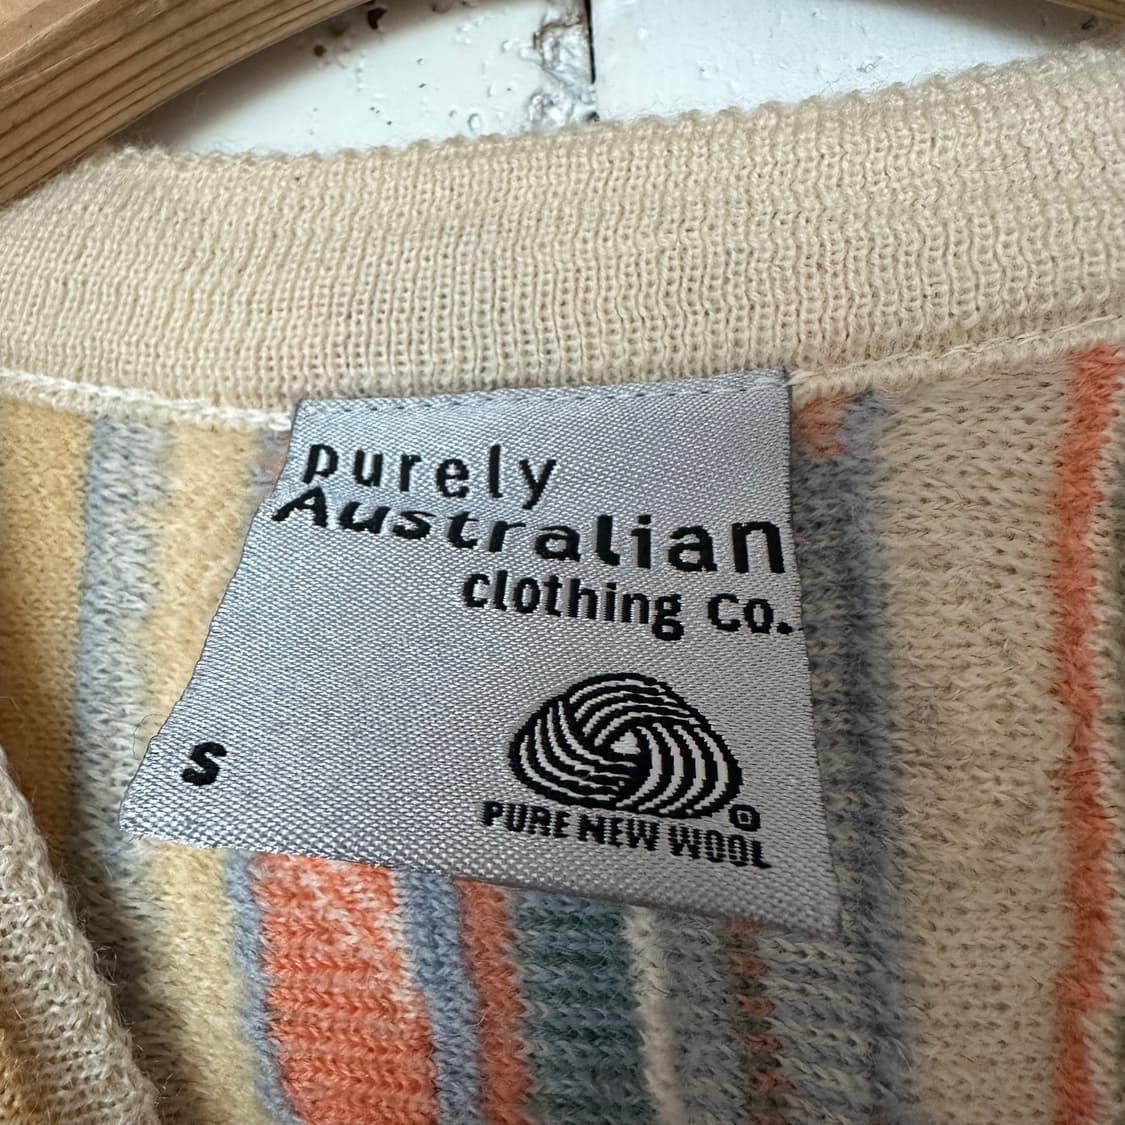 purely
Australian
clothing Co.
S
PURE NEW WOOL